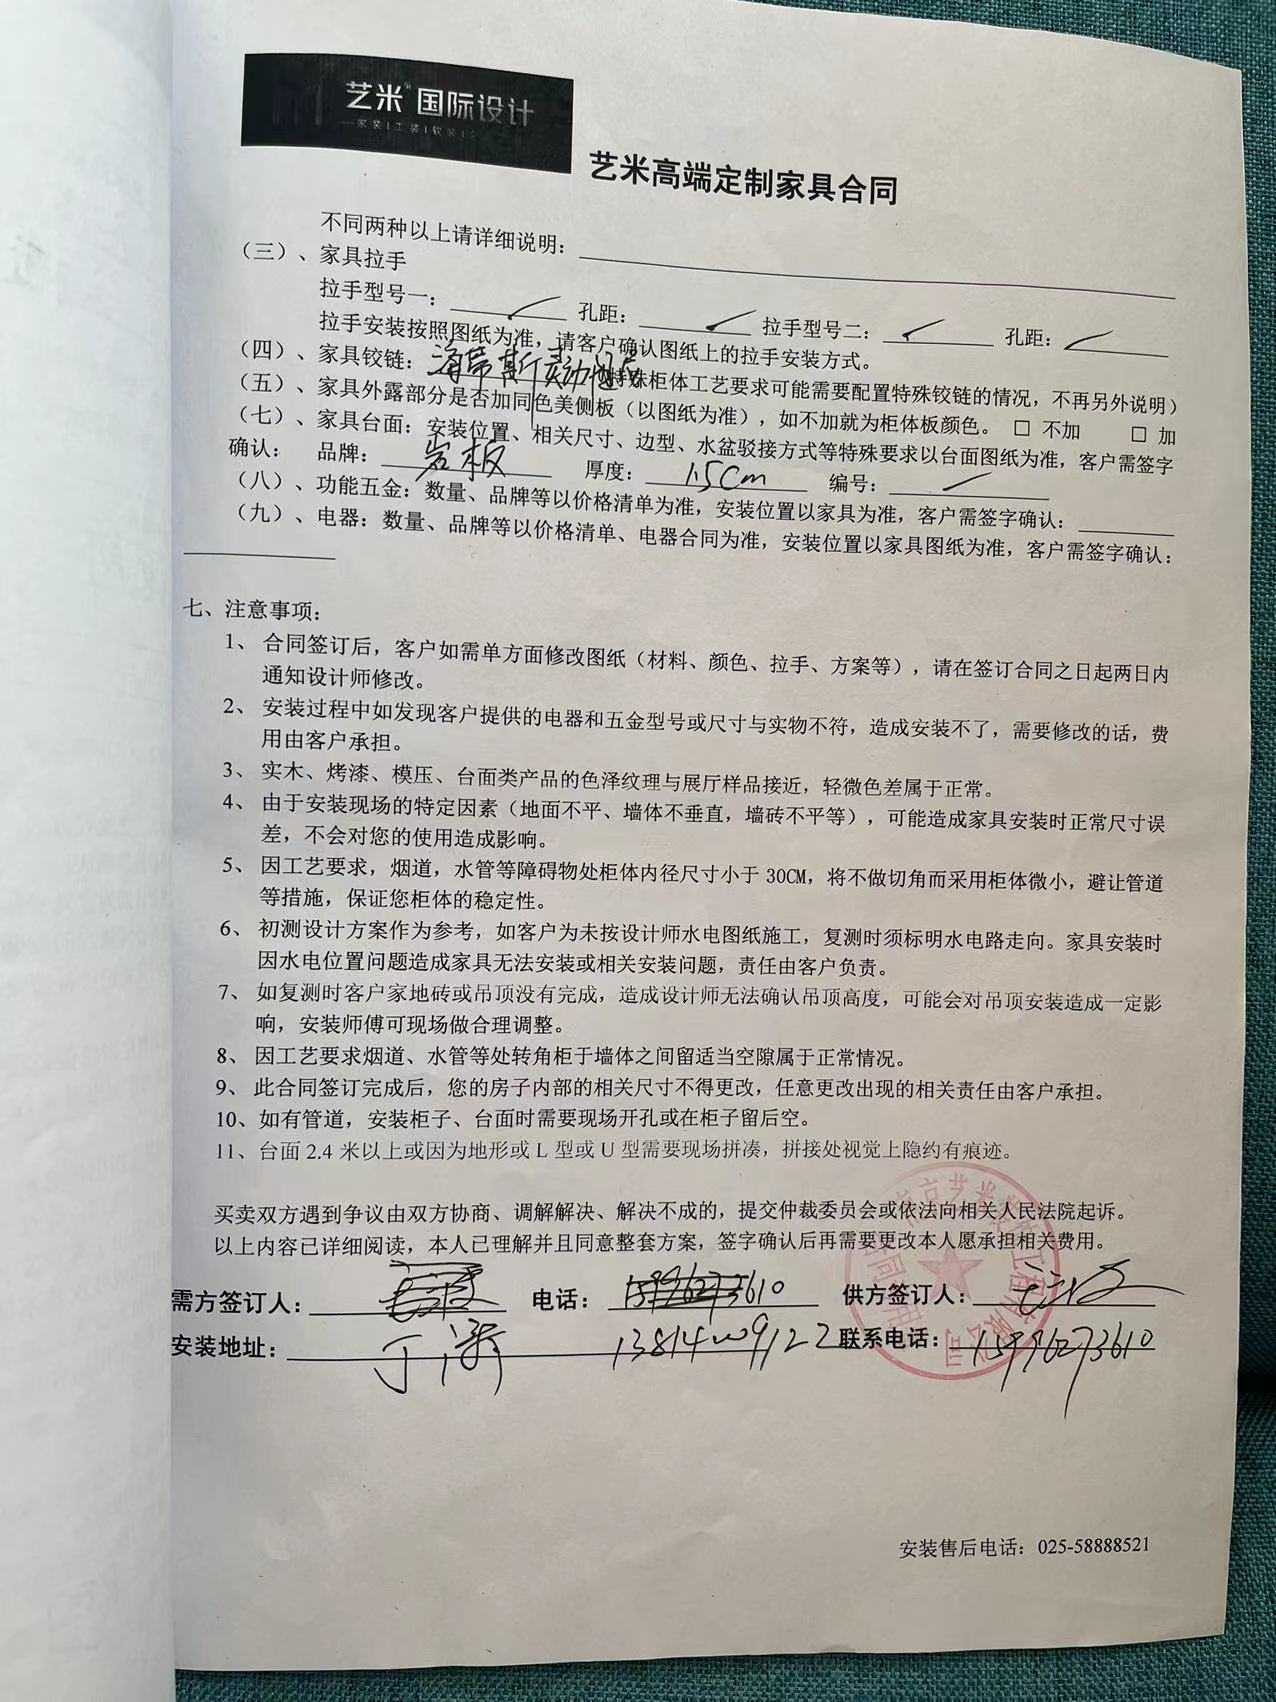 艺米 国际设计
家装|工装|软装
艺米高端定制家具合同
不同两种以上请详细说明：
（三）、家具拉手
拉手型号一： 孔距： 拉手型号二： 孔距：
拉手安装按照图纸为准，请客户确认图纸上的拉手安装方式。
（四）、家具铰链：海蒂斯 特殊柜体工艺要求可能需要配置特殊铰链的情况，不再另外说明）
（五）、家具外露部分是否加同色美侧板（以图纸为准），如不加就为柜体板颜色。 □ 不加 □ 加
（七）、家具台面：安装位置、相关尺寸、边型、水盆驳接方式等特殊要求以台面图纸为准，客户需签字
确认： 品牌：岩板 厚度：1.5cm 编号：
（八）、功能五金：数量、品牌等以价格清单为准，安装位置以家具为准，客户需签字确认：
（九）、电器：数量、品牌等以价格清单、电器合同为准，安装位置以家具图纸为准，客户需签字确认：
七、注意事项：
1、 合同签订后，客户如需单方面修改图纸（材料、颜色、拉手、方案等），请在签订合同之日起两日内
通知设计师修改。
2、 安装过程中如发现客户提供的电器和五金型号或尺寸与实物不符，造成安装不了，需要修改的话，费
用由客户承担。
3、 实木、烤漆、模压、台面类产品的色泽纹理与展厅样品接近，轻微色差属于正常。
4、 由于安装现场的特定因素（地面不平、墙体不垂直，墙砖不平等），可能造成家具安装时正常尺寸误
差，不会对您的使用造成影响。
5、 因工艺要求，烟道，水管等障碍物处柜体内径尺寸小于 30CM，将不做切角而采用柜体微小，避让管道
等措施，保证您柜体的稳定性。
6、 初测设计方案作为参考，如客户为未按设计师水电图纸施工，复测时须标明水电路走向。家具安装时
因水电位置问题造成家具无法安装或相关安装问题，责任由客户负责。
7、 如复测时客户家地砖或吊顶没有完成，造成设计师无法确认吊顶高度，可能会对吊顶安装造成一定影
响，安装师傅可现场做合理调整。
8、 因工艺要求烟道、水管等处转角柜于墙体之间留适当空隙属于正常情况。
9、 此合同签订完成后，您的房子内部的相关尺寸不得更改，任意更改出现的相关责任由客户承担。
10、如有管道，安装柜子、台面时需要现场开孔或在柜子留后空。
11、台面 2.4 米以上或因为地形或 L 型或 U 型需要现场拼凑，拼接处视觉上隐约有痕迹。
买卖双方遇到争议由双方协商、调解解决、解决不成的，提交仲裁委员会或依法向相关人民法院起诉。
以上内容已详细阅读，本人已理解并且同意整套方案，签字确认后再需要更改本人愿承担相关费用。
需方签订人： 电话：15996273610 供方签订人：
安装地址： 13814009122 联系电话：15996273610
安装售后电话：025-58888521